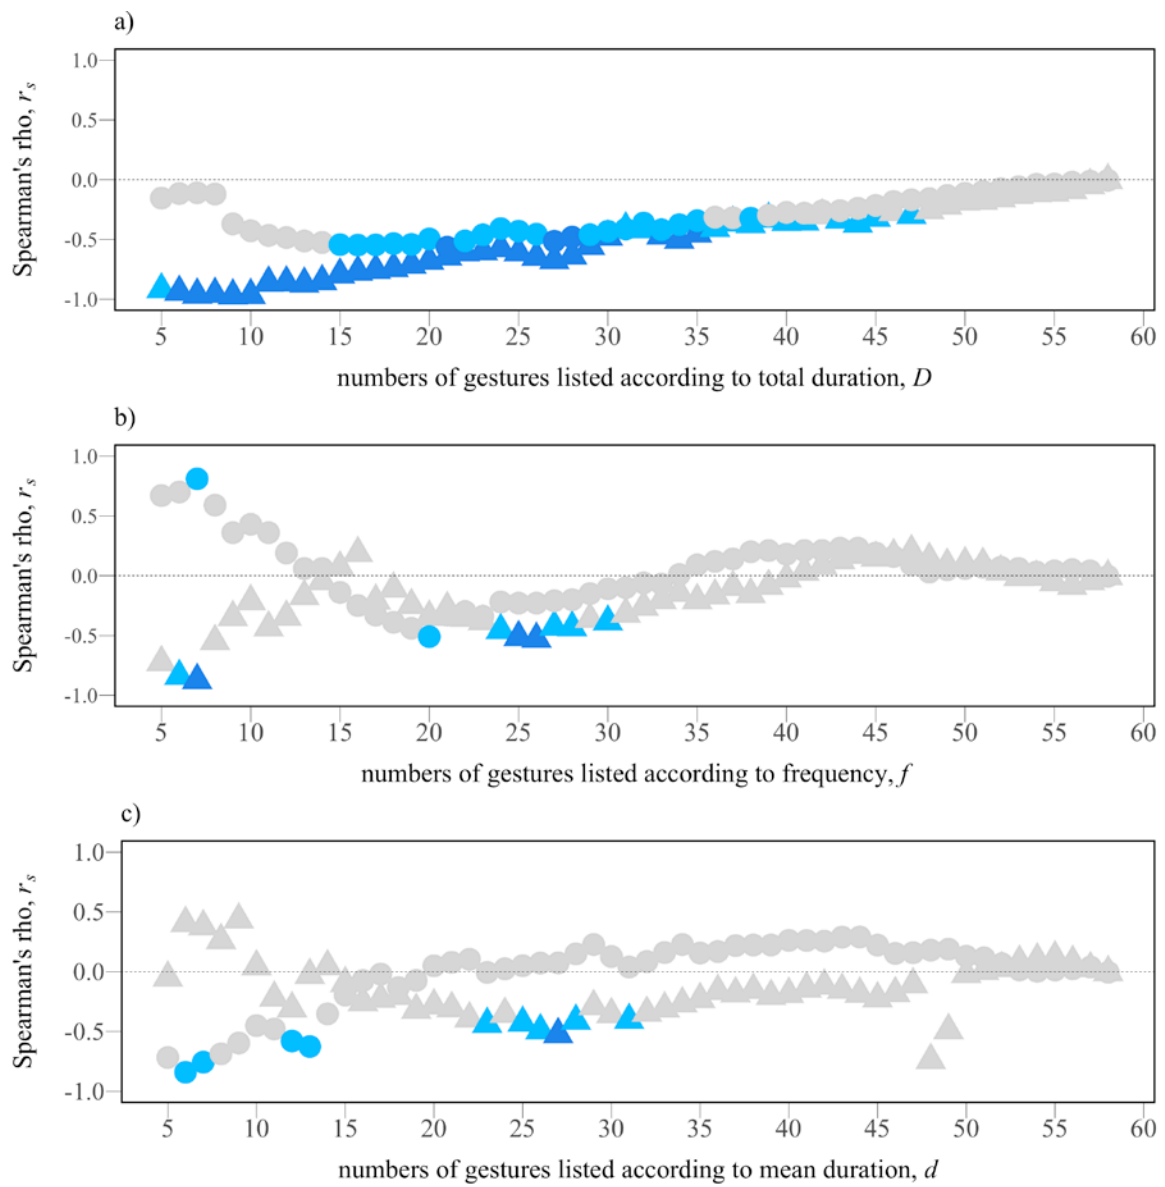 a)
Spearman's rho, r_s
1.0
0.5
0.0
-0.5
-1.0
5 10 15 20 25 30 35 40 45 50 55 60
numbers of gestures listed according to total duration, D
b)
Spearman's rho, r_s
1.0
0.5
0.0
-0.5
-1.0
5 10 15 20 25 30 35 40 45 50 55 60
numbers of gestures listed according to frequency, f
c)
Spearman's rho, r_s
1.0
0.5
0.0
-0.5
-1.0
5 10 15 20 25 30 35 40 45 50 55 60
numbers of gestures listed according to mean duration, d